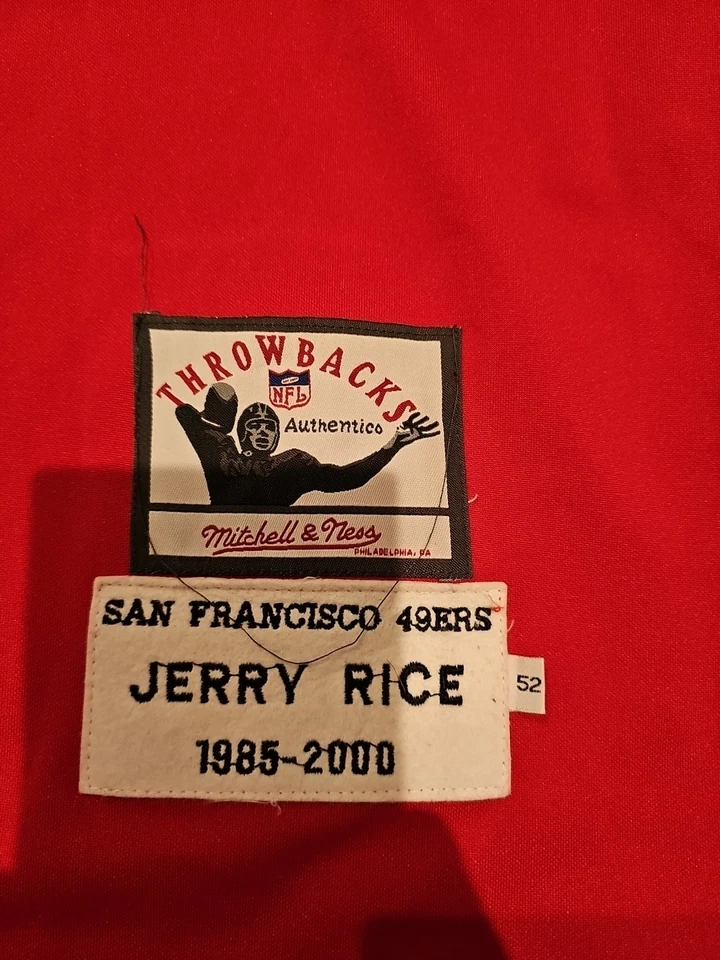 THROWBACKS
NFL
Authentico
Mitchell & Ness
PHILADELPHIA, PA
SAN FRANCISCO 49ERS
JERRY RICE
52
1985-2000